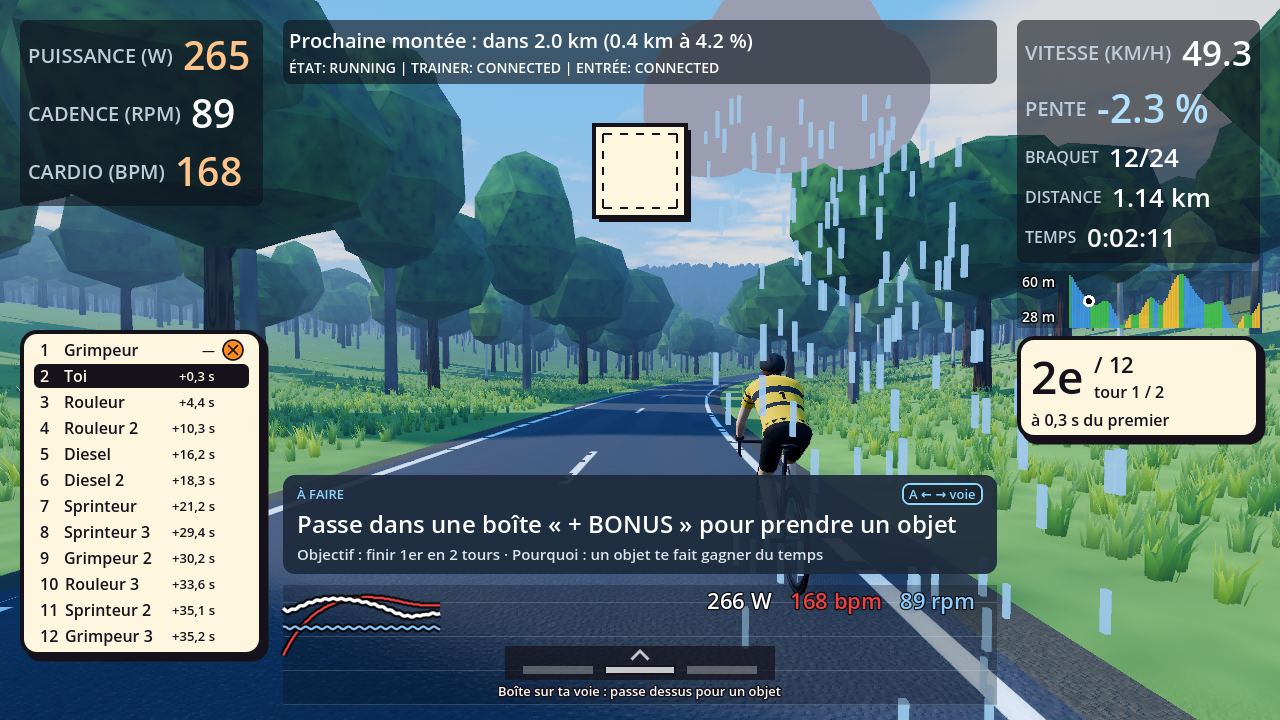 PUISSANCE (W) 265
CADENCE (RPM) 89
CARDIO (BPM) 168
Prochaine montée : dans 2.0 km (0.4 km à 4.2 %)
ÉTAT: RUNNING | TRAINER: CONNECTED | ENTRÉE: CONNECTED
VITESSE (KM/H) 49.3
PENTE -2.3 %
BRAQUET 12/24
DISTANCE 1.14 km
TEMPS 0:02:11
60 m
28 m
2e / 12
tour 1 / 2
à 0,3 s du premier
1 Grimpeur —
2 Toi +0,3 s
3 Rouleur +4,4 s
4 Rouleur 2 +10,3 s
5 Diesel +16,2 s
6 Diesel 2 +18,3 s
7 Sprinteur +21,2 s
8 Sprinteur 3 +29,4 s
9 Grimpeur 2 +30,2 s
10 Rouleur 3 +33,6 s
11 Sprinteur 2 +35,1 s
12 Grimpeur 3 +35,2 s
À FAIRE
A ← → voie
Passe dans une boîte « + BONUS » pour prendre un objet
Objectif : finir 1er en 2 tours · Pourquoi : un objet te fait gagner du temps
266 W 168 bpm 89 rpm
Boîte sur ta voie : passe dessus pour un objet